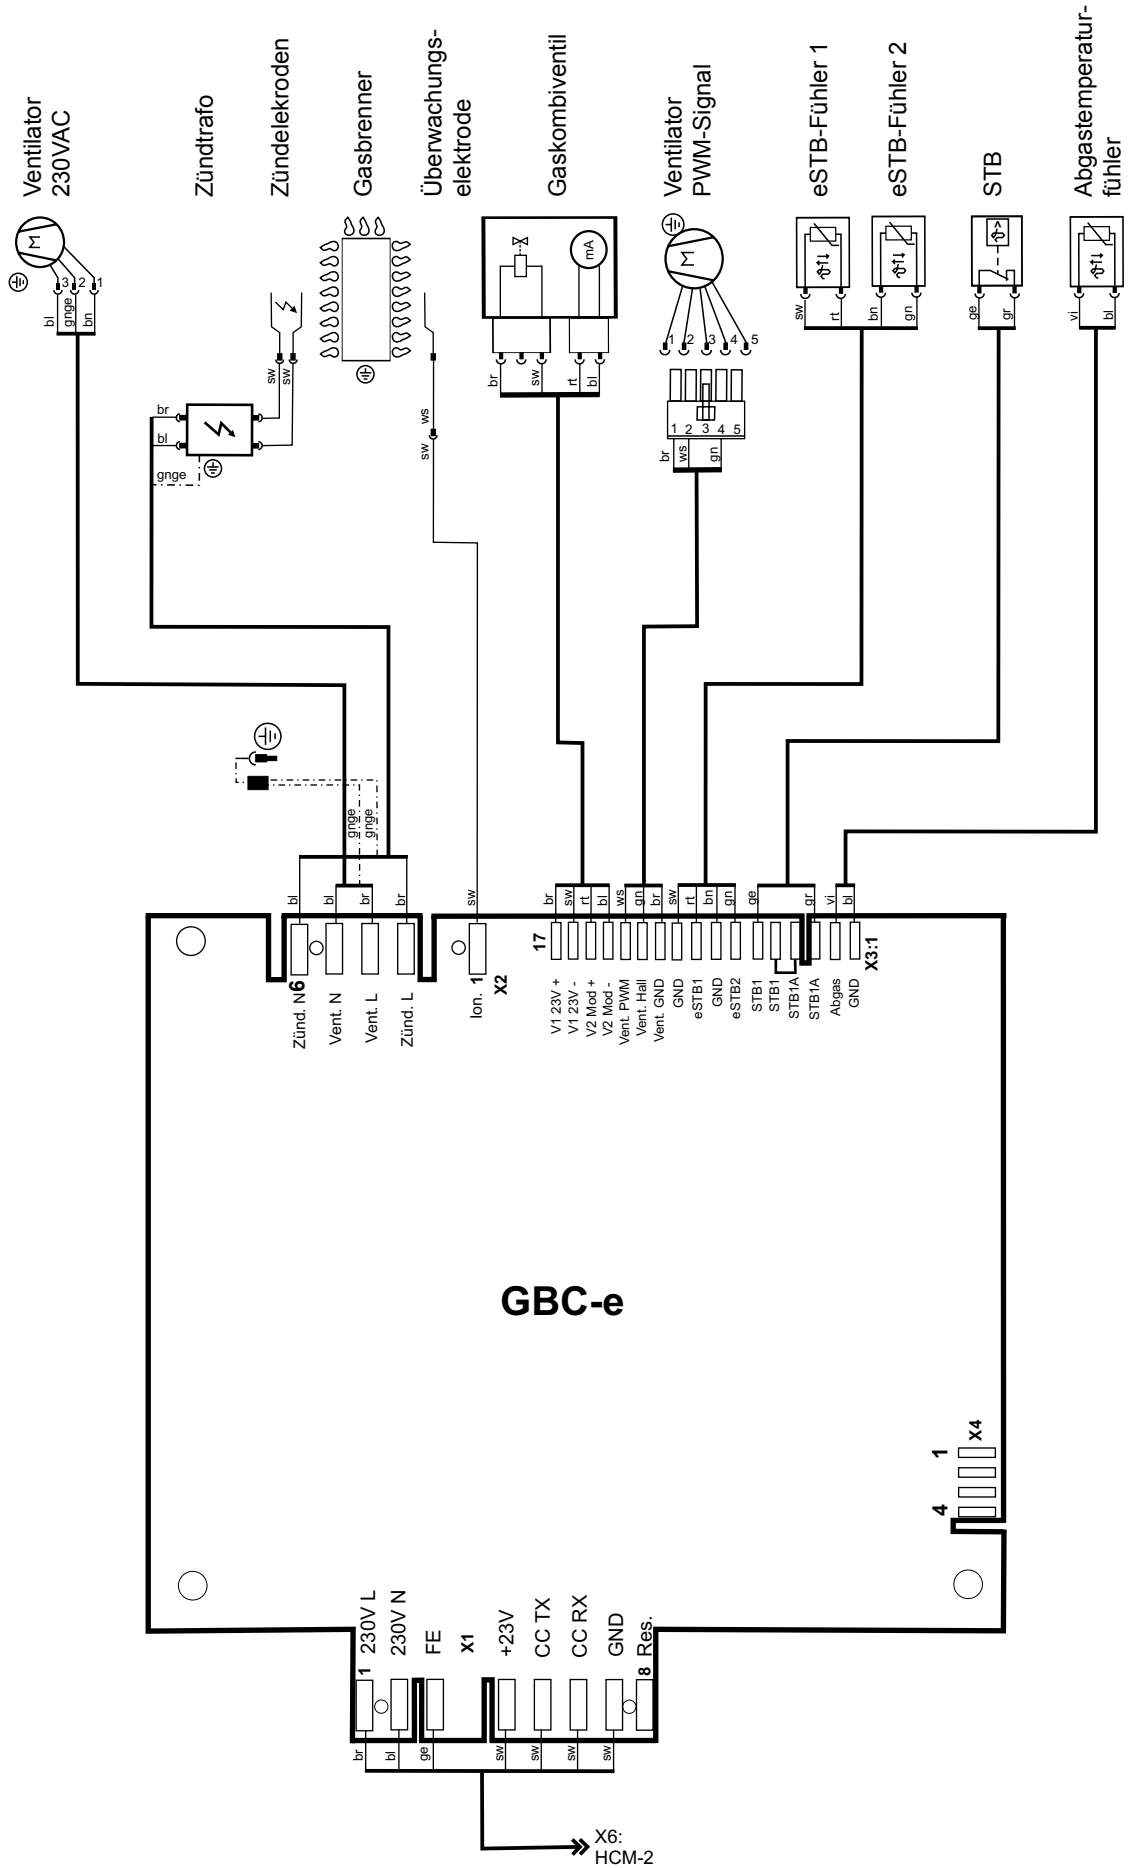 Ventilator
230VAC
Zündtrafo
Zündelekroden
Gasbrenner
Überwachungs-
elektrode
Gaskombiventil
Ventilator
PWM-Signal
eSTB-Fühler 1
eSTB-Fühler 2
STB
Abgastemperatur-
fühler
M
3 2 1
bl
gnge
bn
br
bl
gnge
sw
sw
ws
sw
mA
br
sw
rt
bl
M
1 2 3 4 5
1 2 3 4 5
br
ws
gn
sw
rt
bn
gn
ge
gr
vi
bl
ϑ
ϑ
ϑ>
ϑ
gnge
gnge
bl
bl
br
br
sw
br
sw
rt
bl
ws
gn
br
sw
rt
bn
gn
ge
gr
vi
bl
6
Zünd. N
Vent. N
Vent. L
Zünd. L
Ion. 1
X2
17
V1 23V +
V1 23V -
V2 Mod +
V2 Mod -
Vent. PWM
Vent. Hall
Vent. GND
GND
eSTB1
GND
eSTB2
STB1
STB1
STB1A
STB1A
Abgas
GND
X3:1
GBC-e
1
4
X4
1 230V L
230V N
FE
X1
+23V
CC TX
CC RX
GND
8 Res.
br
bl
ge
sw
sw
sw
sw
X6:
HCM-2